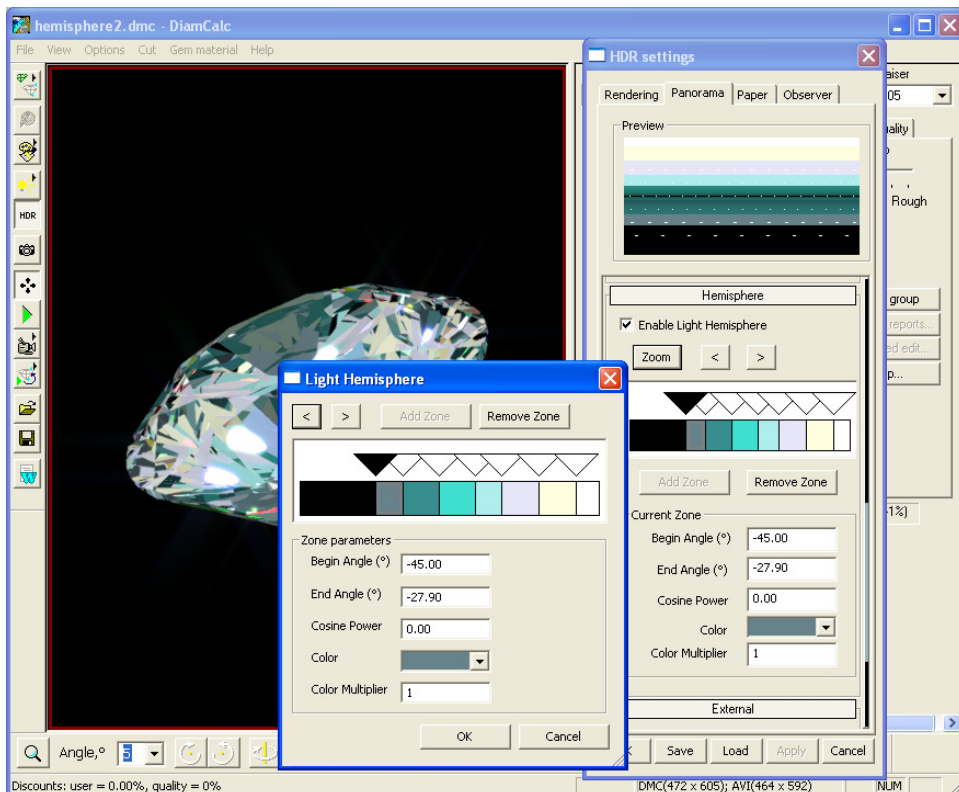 hemisphere2.dmc - DiamCalc
File View Options Cut Gem material Help
HDR settings
Rendering Panorama Paper Observer
aiser
05
Preview
Rough
HDR
Hemisphere
Enable Light Hemisphere
Zoom < >
group
reports...
ed edit...
p...
Light Hemisphere
< > Add Zone Remove Zone
Add Zone Remove Zone
Current Zone
-1%)
Begin Angle (°) -45.00
End Angle (°) -27.90
Cosine Power 0.00
Color
Color Multiplier 1
Zone parameters
Begin Angle (°) -45.00
End Angle (°) -27.90
Cosine Power 0.00
Color
Color Multiplier 1
OK Cancel
External
Save Load Apply Cancel
Angle,° 5
Discounts: user = 0.00%, quality = 0%
DMC(472 x 605); AVI(464 x 592) NUM